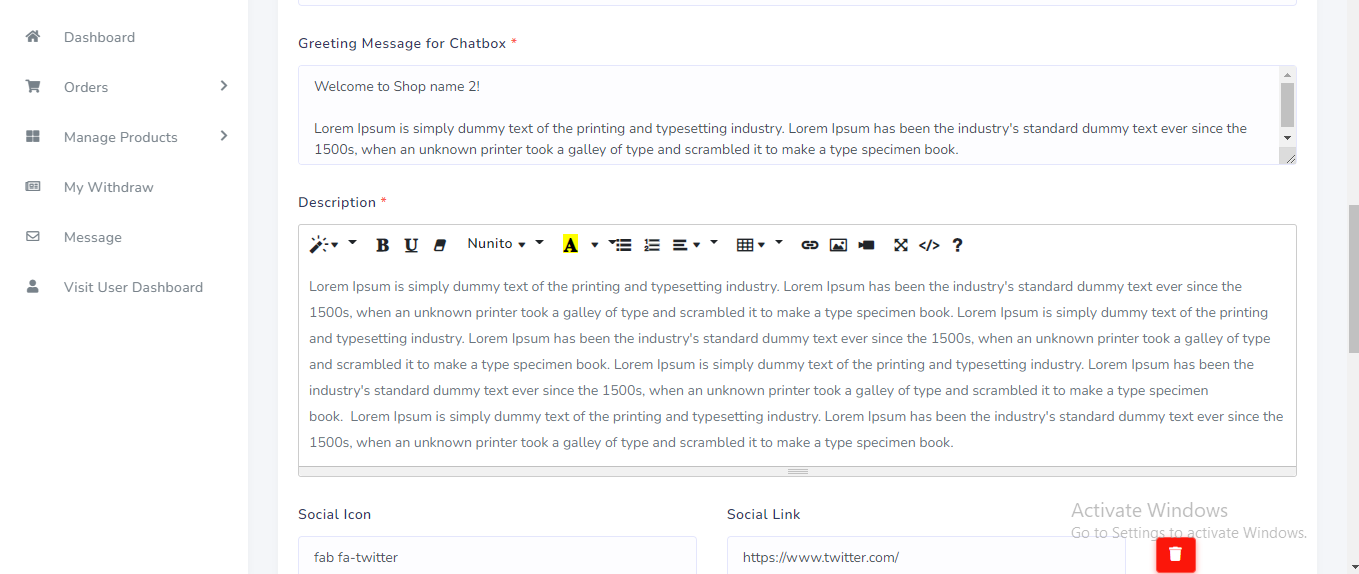 Dashboard
Orders
Manage Products
My Withdraw
Message
Visit User Dashboard
Greeting Message for Chatbox *
Welcome to Shop name 2!
Lorem Ipsum is simply dummy text of the printing and typesetting industry. Lorem Ipsum has been the industry's standard dummy text ever since the
1500s, when an unknown printer took a galley of type and scrambled it to make a type specimen book.
Description *
B U Nunito A </> ?
Lorem Ipsum is simply dummy text of the printing and typesetting industry. Lorem Ipsum has been the industry's standard dummy text ever since the
1500s, when an unknown printer took a galley of type and scrambled it to make a type specimen book. Lorem Ipsum is simply dummy text of the printing
and typesetting industry. Lorem Ipsum has been the industry's standard dummy text ever since the 1500s, when an unknown printer took a galley of type
and scrambled it to make a type specimen book. Lorem Ipsum is simply dummy text of the printing and typesetting industry. Lorem Ipsum has been the
industry's standard dummy text ever since the 1500s, when an unknown printer took a galley of type and scrambled it to make a type specimen
book.  Lorem Ipsum is simply dummy text of the printing and typesetting industry. Lorem Ipsum has been the industry's standard dummy text ever since the
1500s, when an unknown printer took a galley of type and scrambled it to make a type specimen book.
Social Icon
fab fa-twitter
Social Link
https://www.twitter.com/
Activate Windows
Go to Settings to activate Windows.